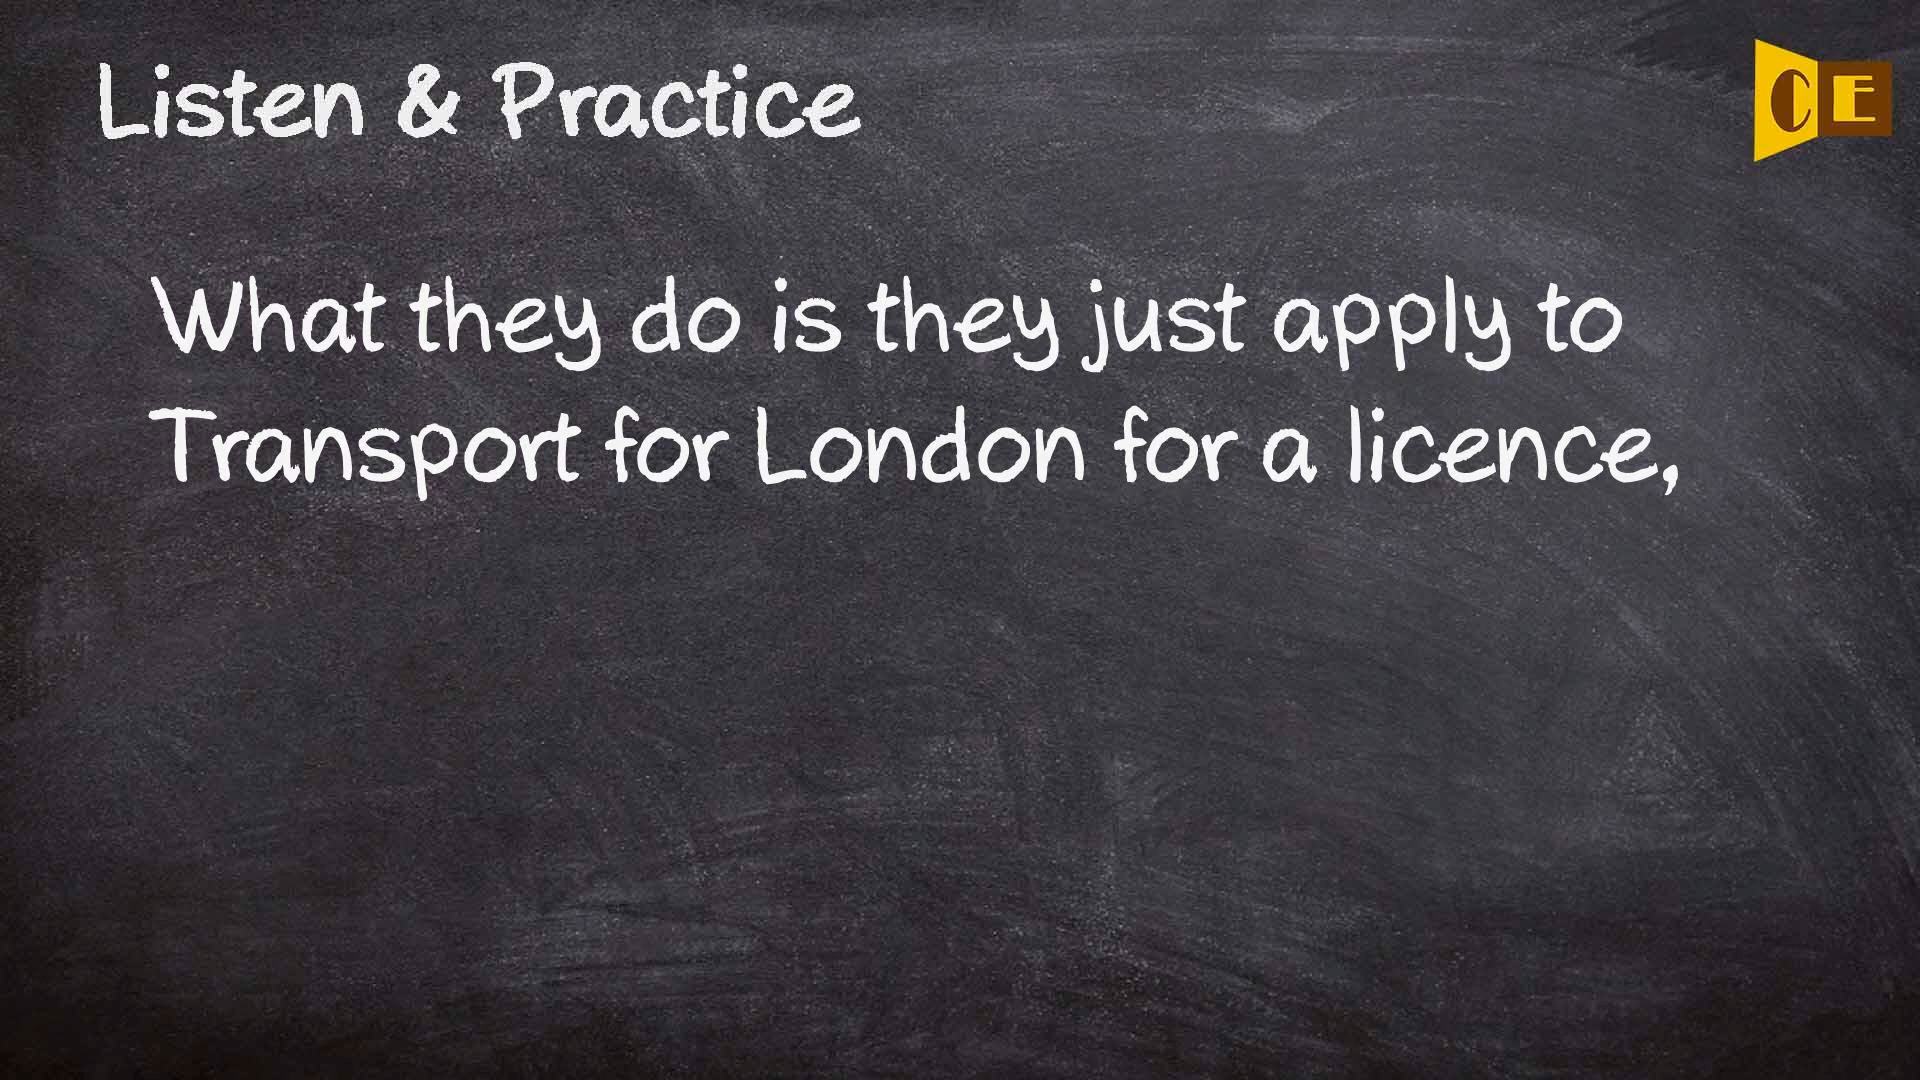 Listen & Practice
CE
What they do is they just apply to
Transport for London for a licence,